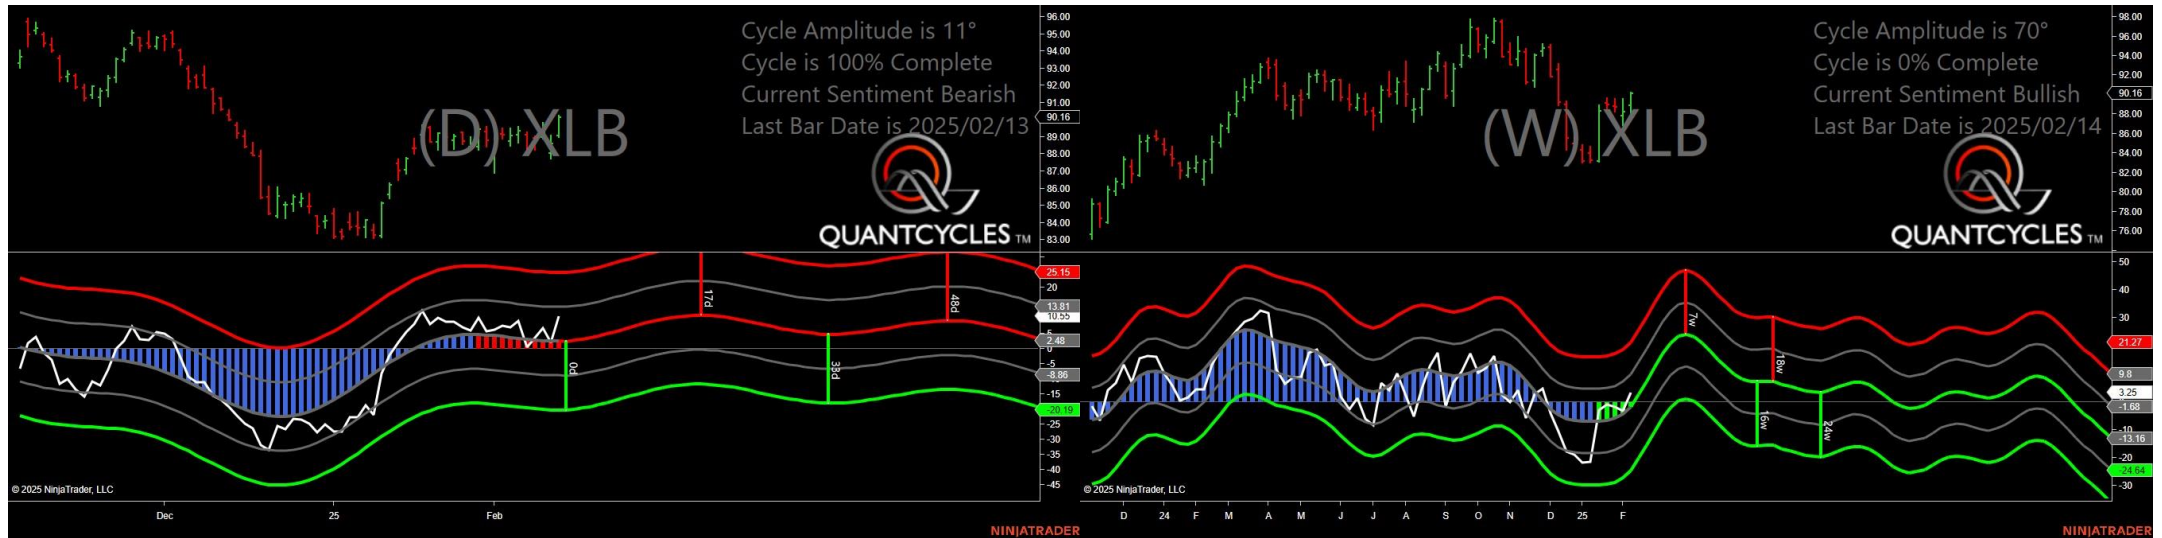 Cycle Amplitude is 11°
Cycle is 100% Complete
Current Sentiment Bearish
Last Bar Date is 2025/02/13
(D) XLB
QUANTCYCLES TM
96.00
95.00
94.00
93.00
92.00
91.00
90.16
89.00
88.00
87.00
86.00
85.00
84.00
83.00
17d
48d
0d
33d
25.15
20
13.81
10.55
5
2.48
0
-5
-8.86
-15
-20.19
-25
-30
-35
-40
-45
© 2025 NinjaTrader, LLC
Dec
25
Feb
NINJATRADER
Cycle Amplitude is 70°
Cycle is 0% Complete
Current Sentiment Bullish
Last Bar Date is 2025/02/14
(W) XLB
QUANTCYCLES TM
98.00
96.00
94.00
92.00
90.16
88.00
86.00
84.00
82.00
80.00
78.00
76.00
7w
18w
16w
24w
50
40
30
21.27
9.8
3.25
-1.68
-10
-13.16
-20
-24.64
-30
© 2025 NinjaTrader, LLC
D
24
F
M
A
M
J
J
A
S
O
N
D
25
F
NINJATRADER